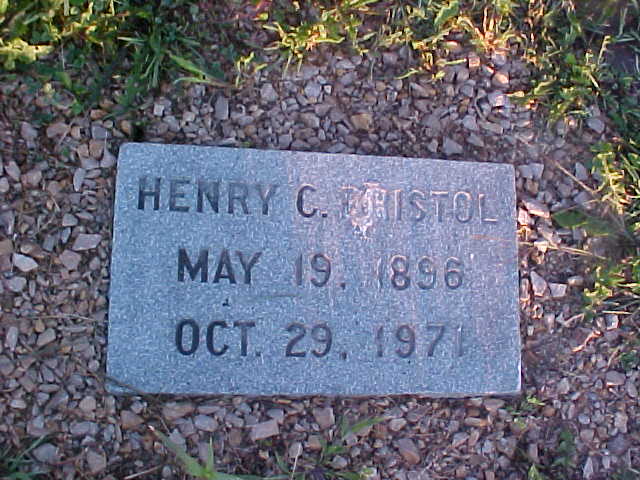 HENRY C. BRISTOL
MAY 19, 1896
OCT. 29, 1971